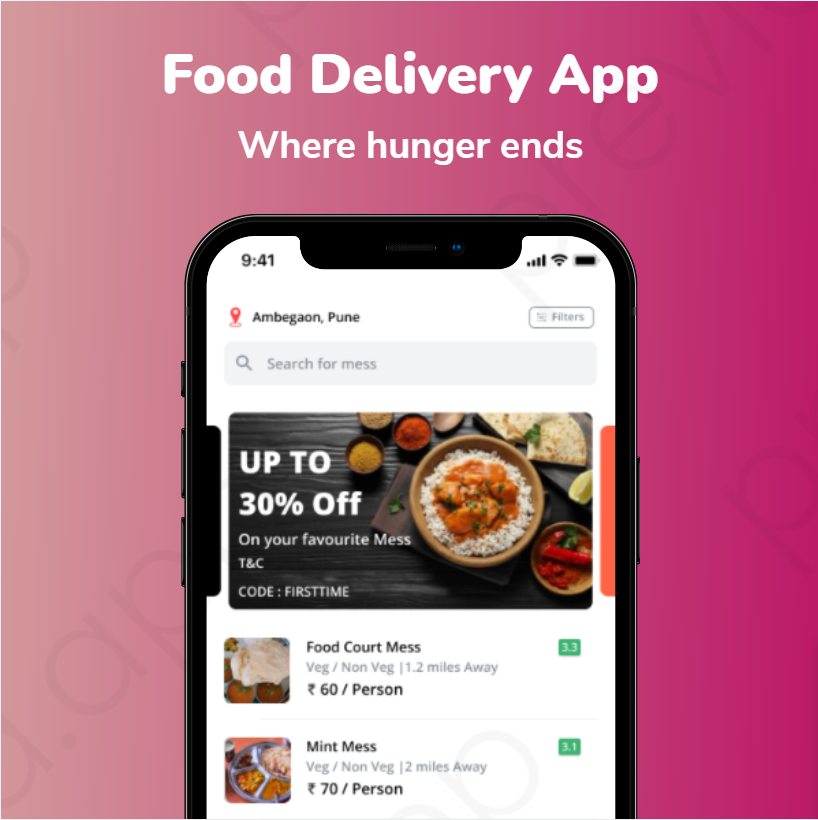 Food Delivery App
Where hunger ends
9:41
Ambegaon, Pune
Filters
Search for mess
UP TO
30% Off
On your favourite Mess
T&C
CODE : FIRSTTIME
Food Court Mess
3.3
Veg / Non Veg |1.2 miles Away
₹ 60 / Person
Mint Mess
3.1
Veg / Non Veg |2 miles Away
₹ 70 / Person